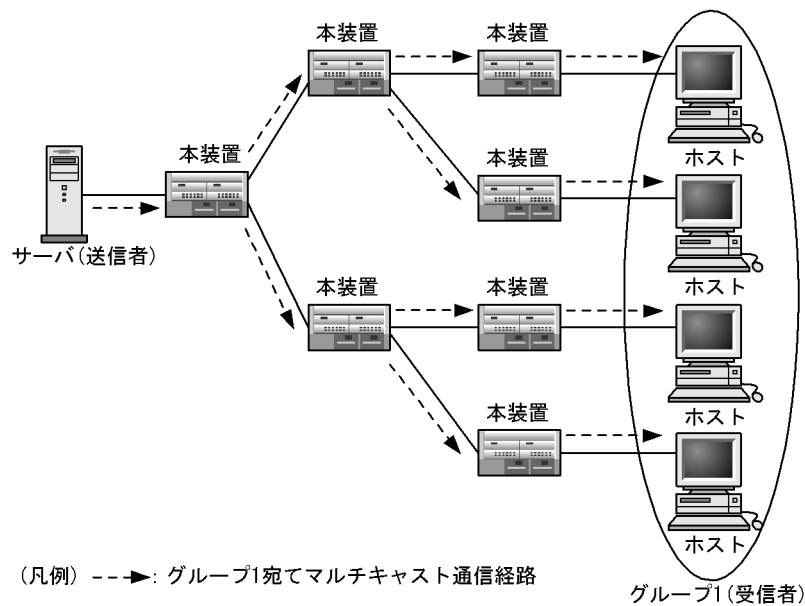 本装置
本装置
本装置
ホスト
本装置
サーバ(送信者)
ホスト
本装置
本装置
ホスト
本装置
ホスト
(凡例) : グループ1宛てマルチキャスト通信経路
グループ1(受信者)